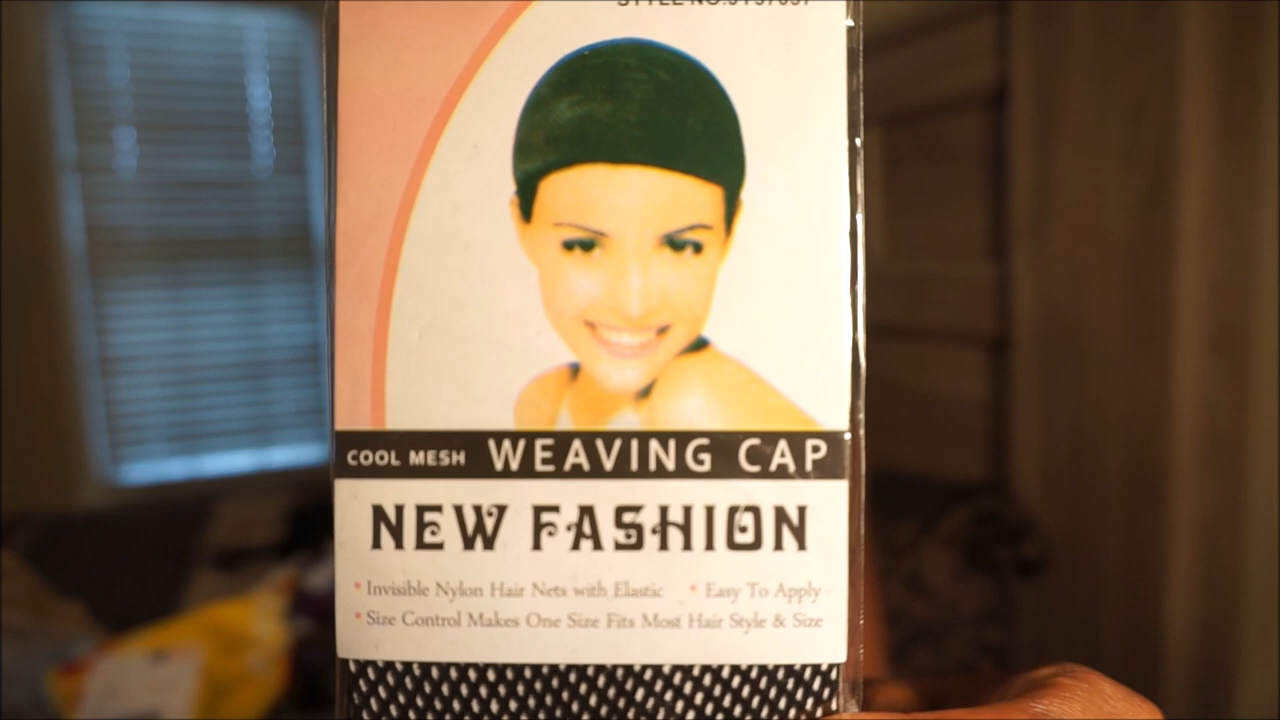 COOL MESH WEAVING CAP
NEW FASHION
• Invisible Nylon Hair Nets with Elastic • Easy To Apply
• Size Control Makes One Size Fits Most Hair Style & Size